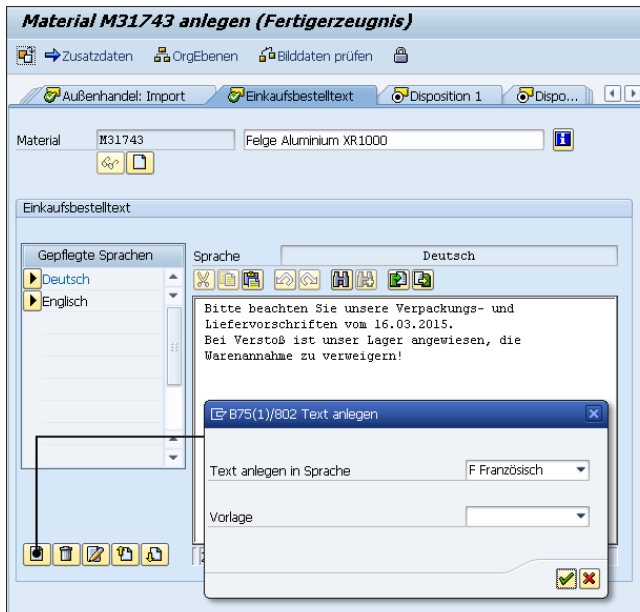 Material M31743 anlegen (Fertigerzeugnis)
Zusatzdaten OrgEbenen Bilddaten prüfen
Außenhandel: Import Einkaufsbestelltext Disposition 1 Dispo...
Material M31743 Felge Aluminium XR1000
Einkaufsbestelltext
Gepflegte Sprachen Sprache Deutsch
Deutsch
Englisch
Bitte beachten Sie unsere Verpackungs- und
Liefervorschriften vom 16.03.2015.
Bei Verstoß ist unser Lager angewiesen, die
Warenannahme zu verweigern!
B75(1)/802 Text anlegen
Text anlegen in Sprache F Französisch
Vorlage